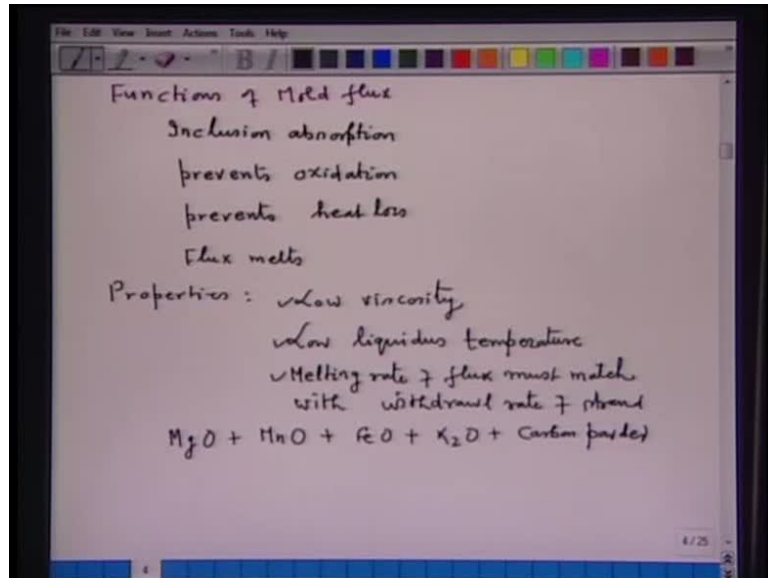 File Edit View Insert Actions Tools Help
Functions of Mold flux
Inclusion absorption
prevents oxidation
prevents heat loss
Flux melts
Properties : ✓Low viscosity
✓Low liquidus temperature
✓Melting rate of flux must match
with withdrawl rate of strand
MgO + MnO + FeO + K₂O + Carbon powder
4/25
4